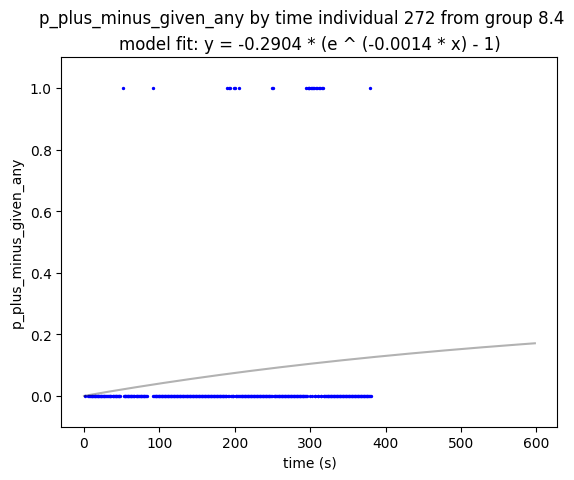 p_plus_minus_given_any by time individual 272 from group 8.4
model fit: y = -0.2904 * (e ^ (-0.0014 * x) - 1)
p_plus_minus_given_any
1.0
0.8
0.6
0.4
0.2
0.0
0 100 200 300 400 500 600
time (s)